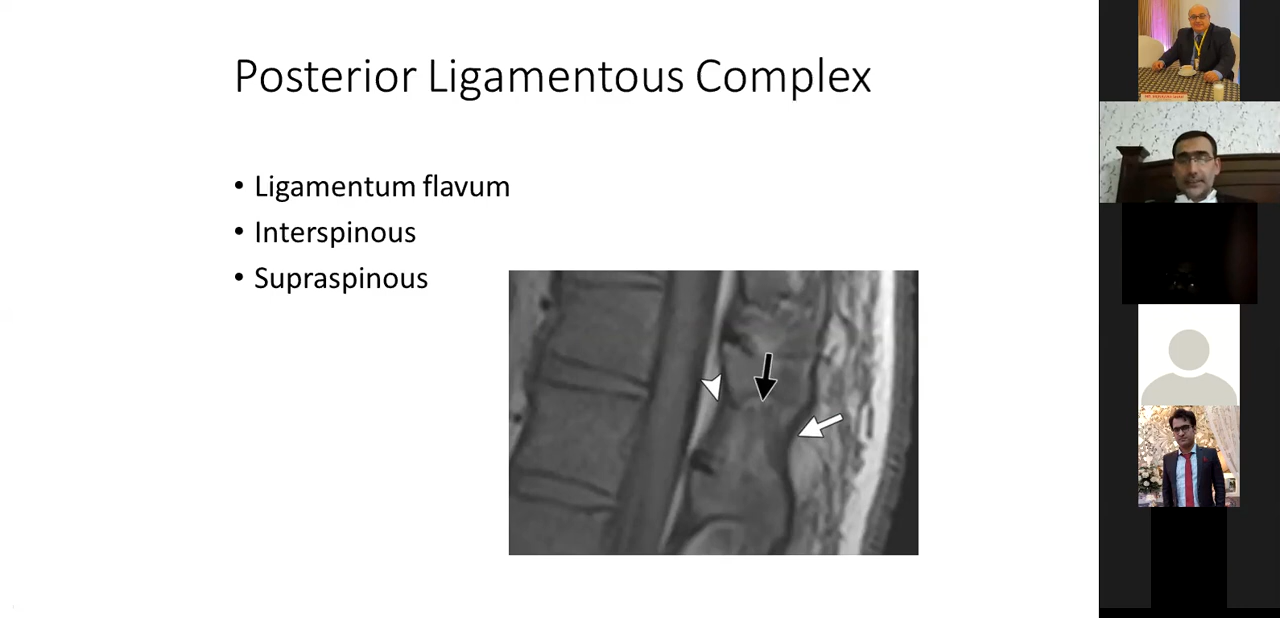 Posterior Ligamentous Complex
• Ligamentum flavum
• Interspinous
• Supraspinous